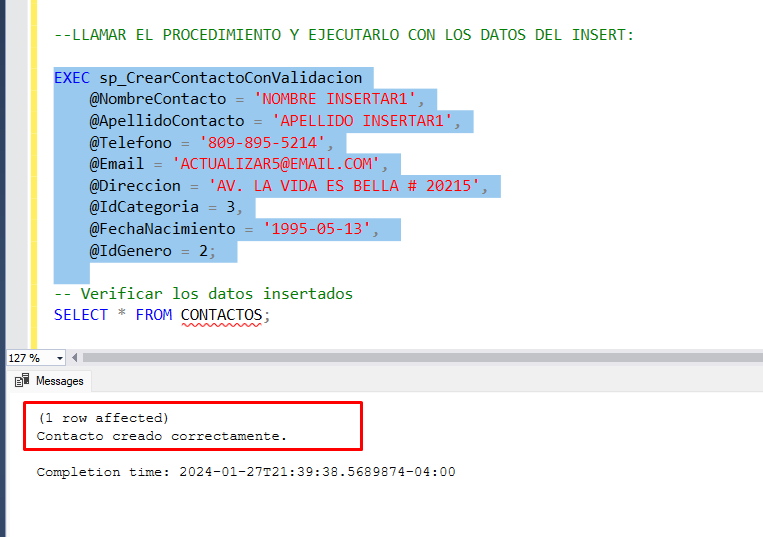 --LLAMAR EL PROCEDIMIENTO Y EJECUTARLO CON LOS DATOS DEL INSERT:
EXEC sp_CrearContactoConValidacion
@NombreContacto = 'NOMBRE INSERTAR1',
@ApellidoContacto = 'APELLIDO INSERTAR1',
@Telefono = '809-895-5214',
@Email = 'ACTUALIZAR5@EMAIL.COM',
@Direccion = 'AV. LA VIDA ES BELLA # 20215',
@IdCategoria = 3,
@FechaNacimiento = '1995-05-13',
@IdGenero = 2;
-- Verificar los datos insertados
SELECT * FROM CONTACTOS;
127 %
Messages
(1 row affected)
Contacto creado correctamente.
Completion time: 2024-01-27T21:39:38.5689874-04:00